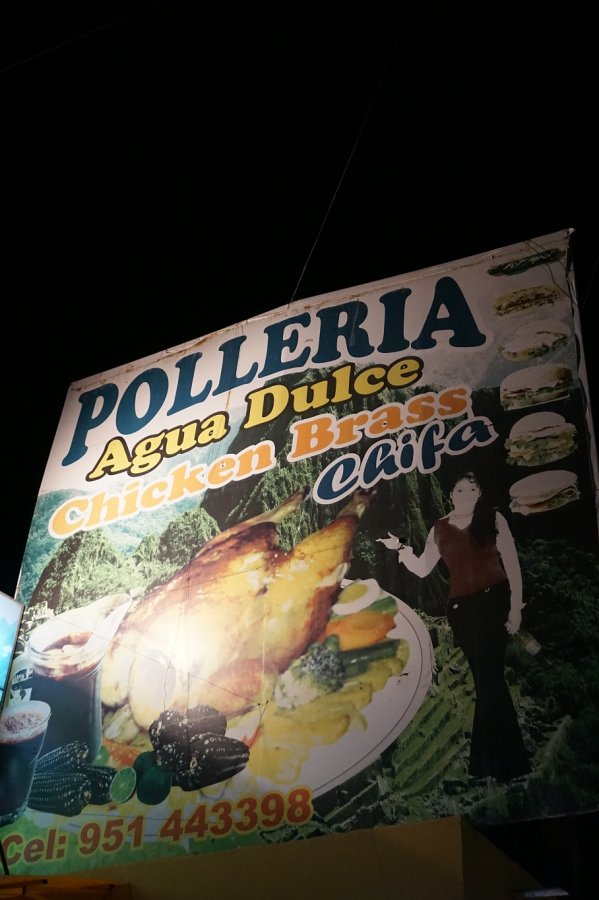 POLLERIA
Agua Dulce
Chicken Brass
Chifa
Cel: 951 443398